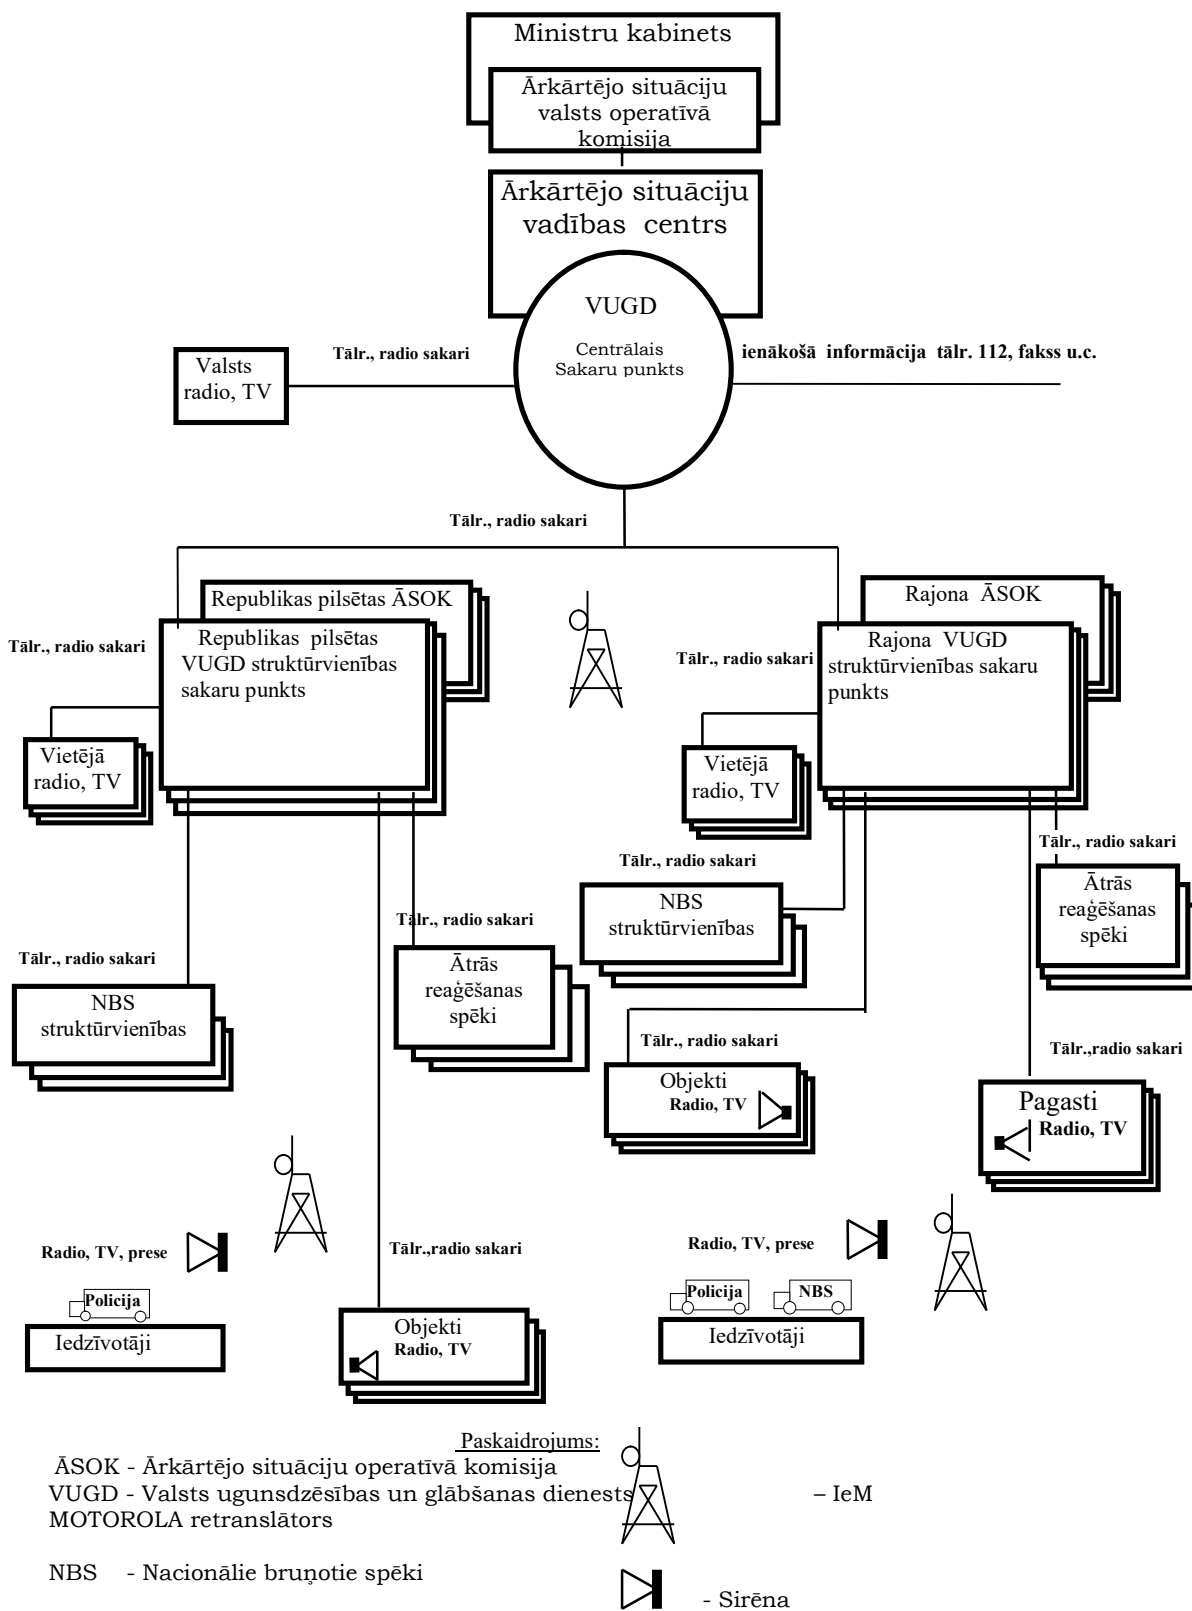 Ministru kabinets
Ārkārtējo situāciju
valsts operatīvā
komisija
Ārkārtējo situāciju
vadības centrs
VUGD
Centrālais
Sakaru punkts
Tālr., radio sakari
ienākošā informācija tālr. 112, fakss u.c.
Valsts
radio, TV
Tālr., radio sakari
Republikas pilsētas ĀSOK
Rajona ĀSOK
Republikas pilsētas
VUGD struktūrvienības
sakaru punkts
Rajona VUGD
struktūrvienības sakaru
punkts
Tālr., radio sakari
Tālr., radio sakari
Vietējā
radio, TV
Vietējā
radio, TV
Tālr., radio sakari
Tālr., radio sakari
Ātrās
reaģēšanas
spēki
NBS
struktūrvienības
Tālr., radio sakari
Tālr., radio sakari
Ātrās
reaģēšanas
spēki
NBS
struktūrvienības
Tālr., radio sakari
Tālr.,radio sakari
Objekti
Radio, TV
Pagasti
Radio, TV
Radio, TV, prese
Tālr.,radio sakari
Radio, TV, prese
Policija
Policija
NBS
Iedzīvotāji
Objekti
Radio, TV
Iedzīvotāji
Paskaidrojums:
ĀSOK - Ārkārtējo situāciju operatīvā komisija
VUGD - Valsts ugunsdzēsības un glābšanas dienests – IeM
MOTOROLA retranslātors
NBS - Nacionālie bruņotie spēki
- Sirēna